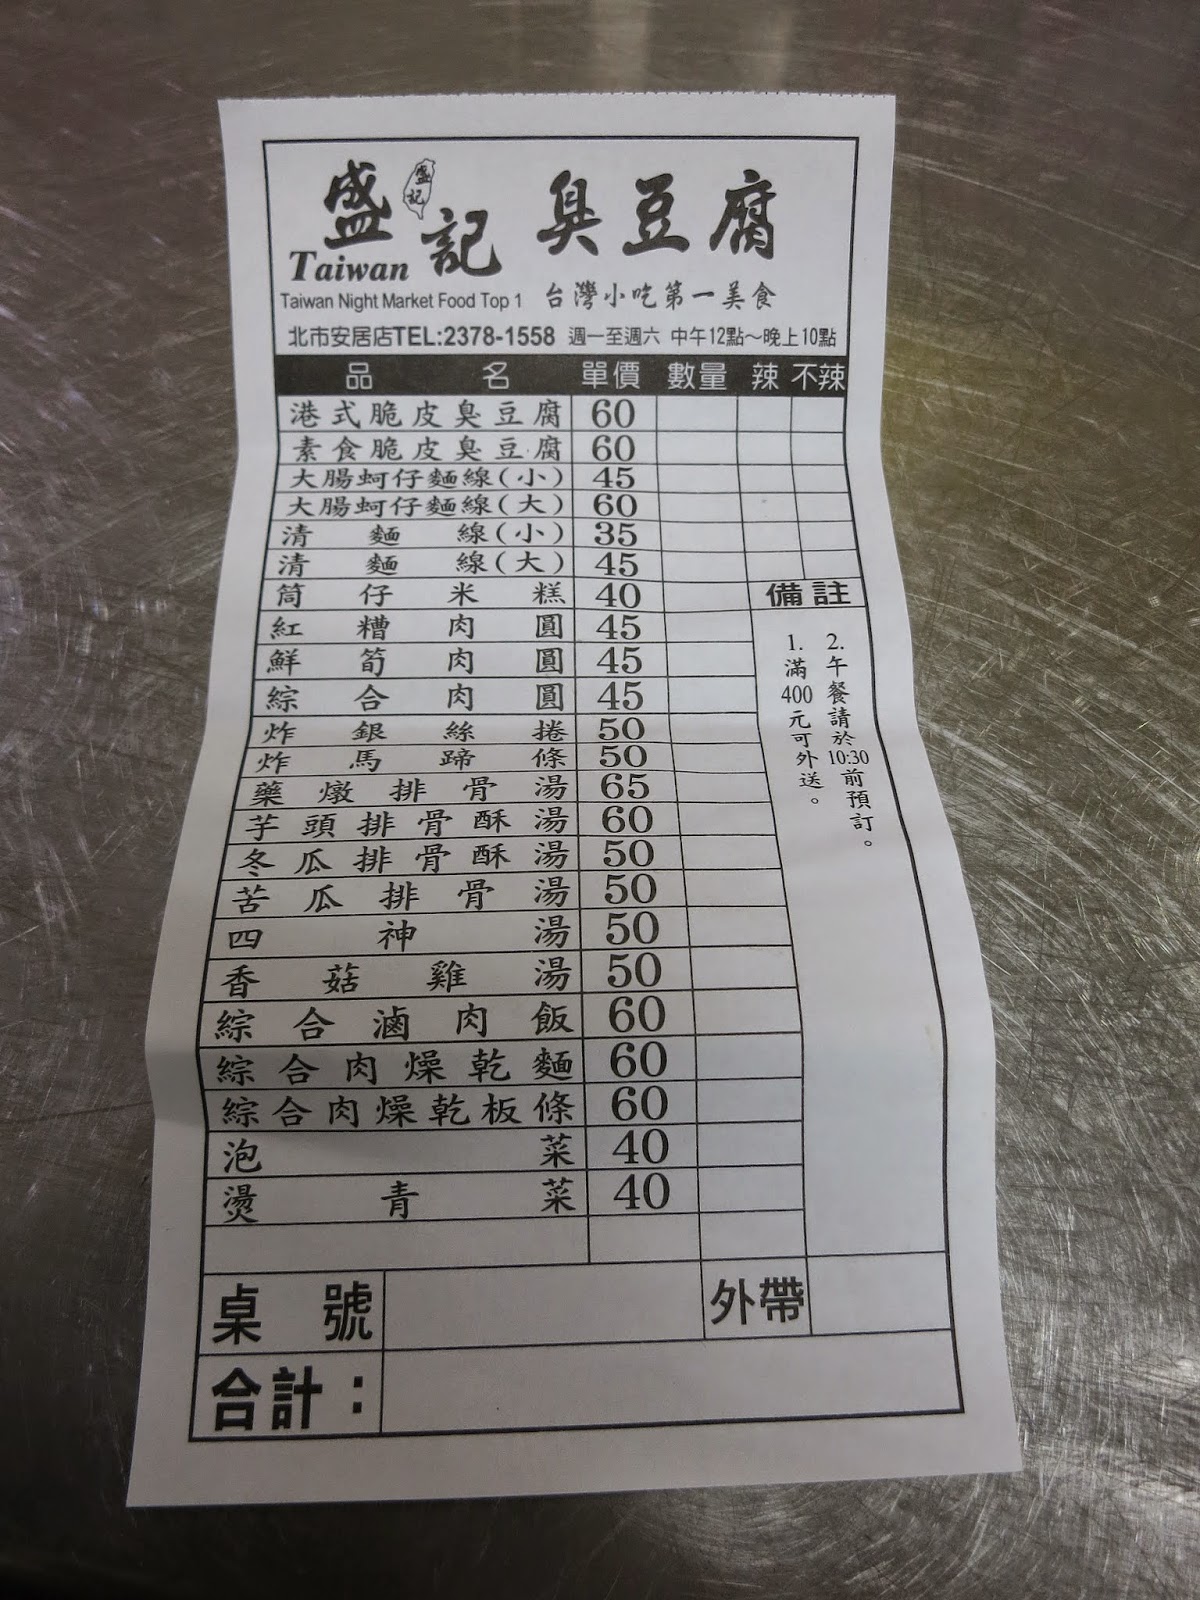 盛記 臭豆腐
盛記
Taiwan
Taiwan Night Market Food Top 1 台灣小吃第一美食
北市安居店TEL:2378-1558 週一至週六 中午12點～晚上10點
品名 單價 數量 辣 不辣
港式脆皮臭豆腐 60
素食脆皮臭豆腐 60
大腸蚵仔麵線(小) 45
大腸蚵仔麵線(大) 60
清麵線(小) 35
清麵線(大) 45
筒仔米糕 40
紅糟肉圓 45
鮮筍肉圓 45
綜合肉圓 45
炸銀絲捲 50
炸馬蹄條 50
藥燉排骨湯 65
芋頭排骨酥湯 60
冬瓜排骨酥湯 50
苦瓜排骨湯 50
四神湯 50
香菇雞湯 50
綜合滷肉飯 60
綜合肉燥乾麵 60
綜合肉燥乾板條 60
泡菜 40
燙青菜 40
備註
1.滿400元可外送。
2.午餐請於10:30前預訂。
桌號
外帶
合計：